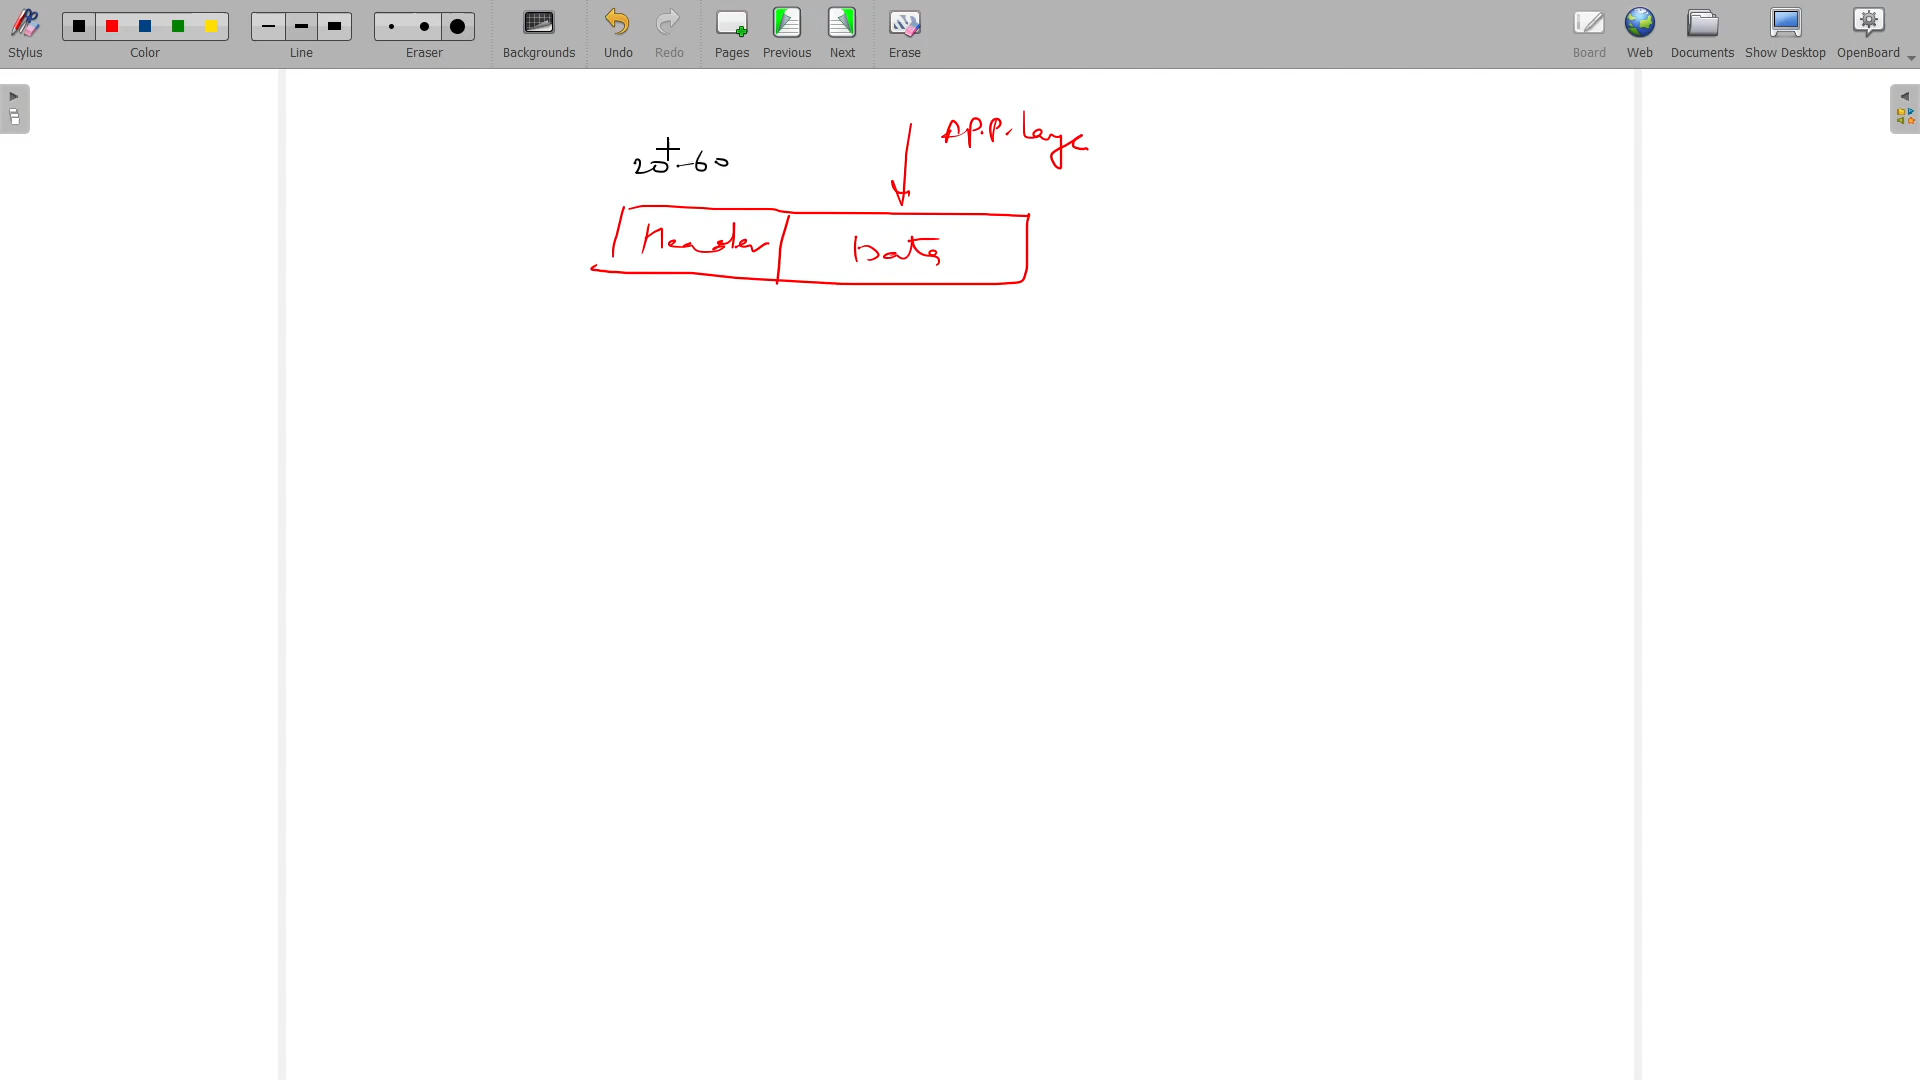 Stylus Color Line Eraser Backgrounds Undo Redo Pages Previous Next Erase Board Web Documents Show Desktop OpenBoard
APP. Laye
20-60
Header Data